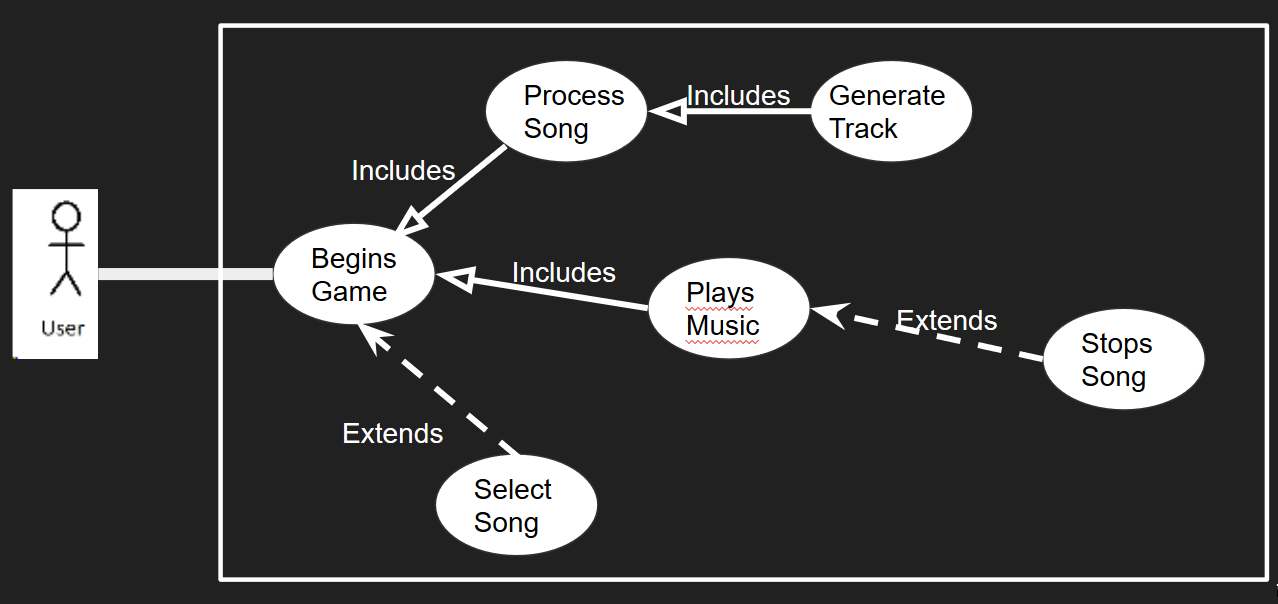 Process
Song
Includes
Generate
Track
Includes
Begins
Game
Includes
Plays
Music
Extends
Stops
Song
User
Extends
Select
Song